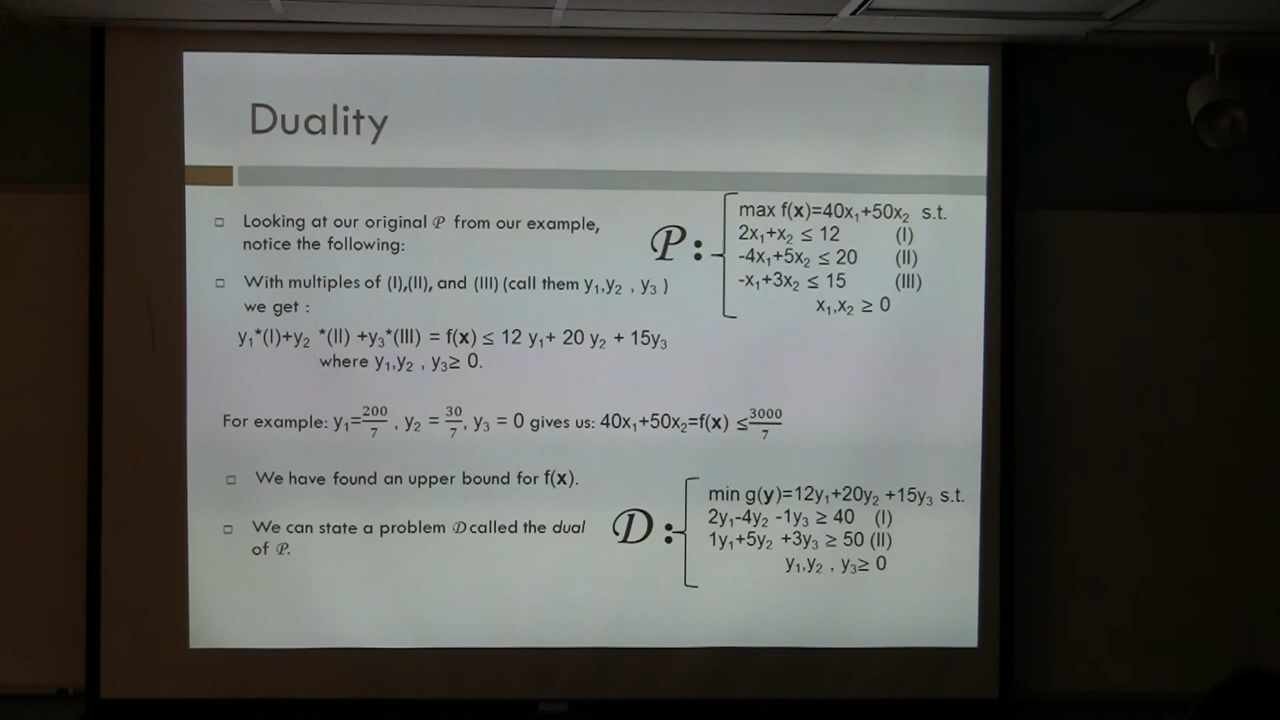 Duality
□ Looking at our original 𝒫 from our example,
notice the following:
□ With multiples of (I),(II), and (III) (call them y₁,y₂ , y₃ )
we get :
y₁*(I)+y₂ *(II) +y₃*(III) = f(x) ≤ 12 y₁+ 20 y₂ + 15y₃
where y₁,y₂ , y₃≥ 0.
𝒫:
max f(x)=40x₁+50x₂ s.t.
2x₁+x₂ ≤ 12 (I)
-4x₁+5x₂ ≤ 20 (II)
-x₁+3x₂ ≤ 15 (III)
x₁,x₂ ≥ 0
For example: y₁=200/7 , y₂ = 30/7, y₃ = 0 gives us: 40x₁+50x₂=f(x) ≤3000/7
□ We have found an upper bound for f(x).
□ We can state a problem 𝒟 called the dual
of 𝒫.
𝒟:
min g(y)=12y₁+20y₂ +15y₃ s.t.
2y₁-4y₂ -1y₃ ≥ 40 (I)
1y₁+5y₂ +3y₃ ≥ 50 (II)
y₁,y₂ , y₃≥ 0